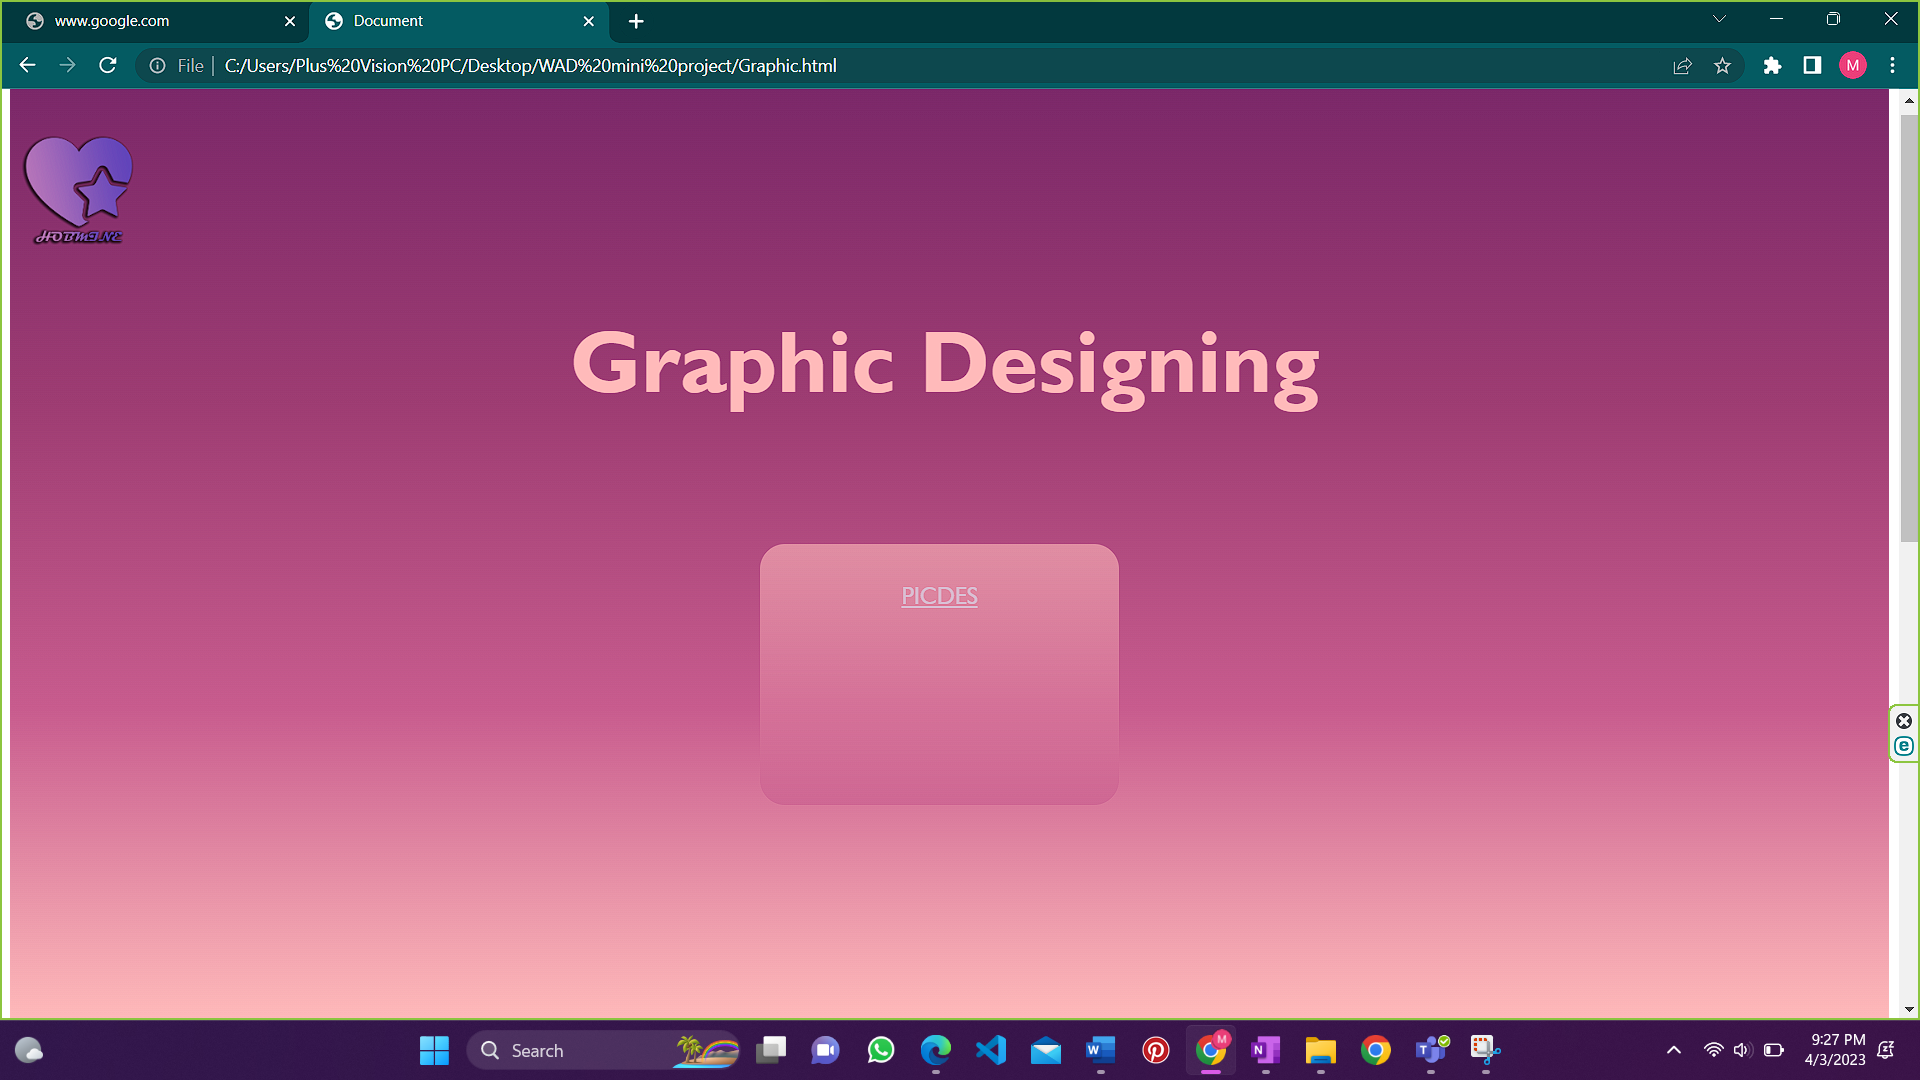 www.google.com
Document
File
C:/Users/Plus%20Vision%20PC/Desktop/WAD%20mini%20project/Graphic.html
M
HOBMINE
Graphic Designing
PICDES
e
Search
W
M
N
T
9:27 PM
4/3/2023